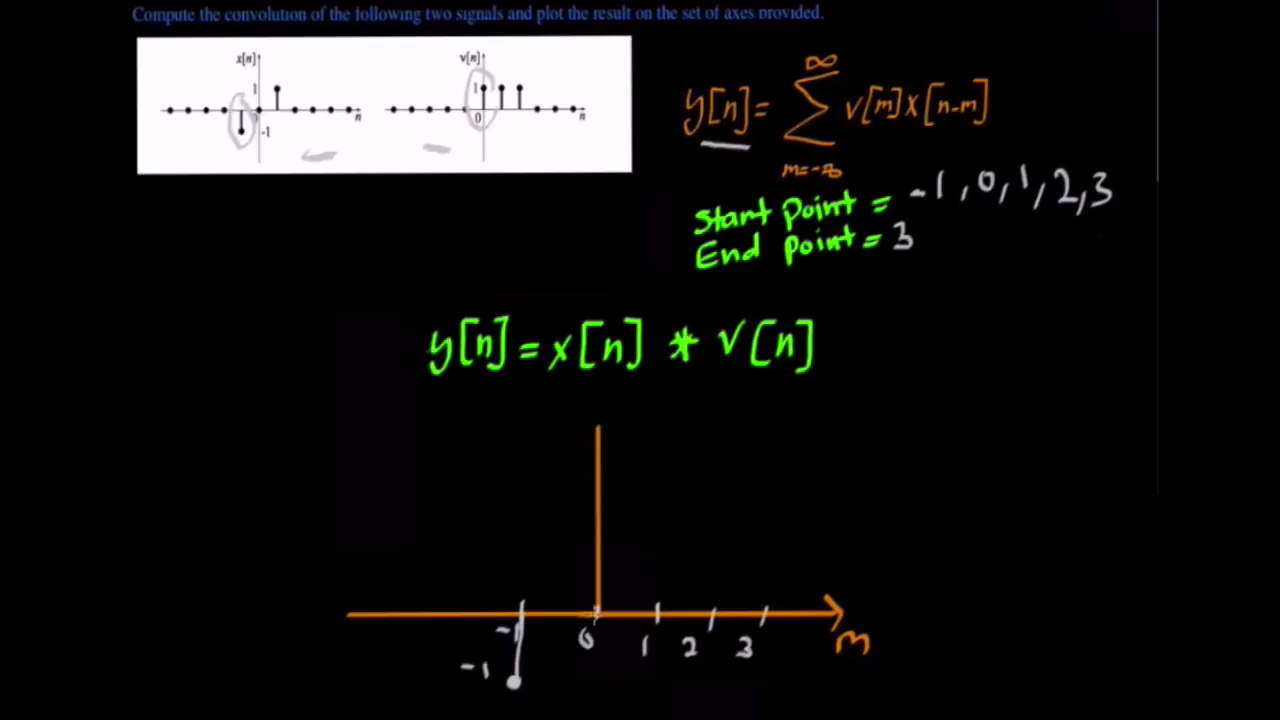 Compute the convolution of the following two signals and plot the result on the set of axes provided.
x[n] v[n]
1 1
n 0 n
-1
y[n] = ∑ v[m] x[n-m]
∞
m=-∞
Start Point = -1, 0, 1, 2, 3
End Point = 3
y[n] = x[n] * v[n]
-1 0 1 2 3 m
-1